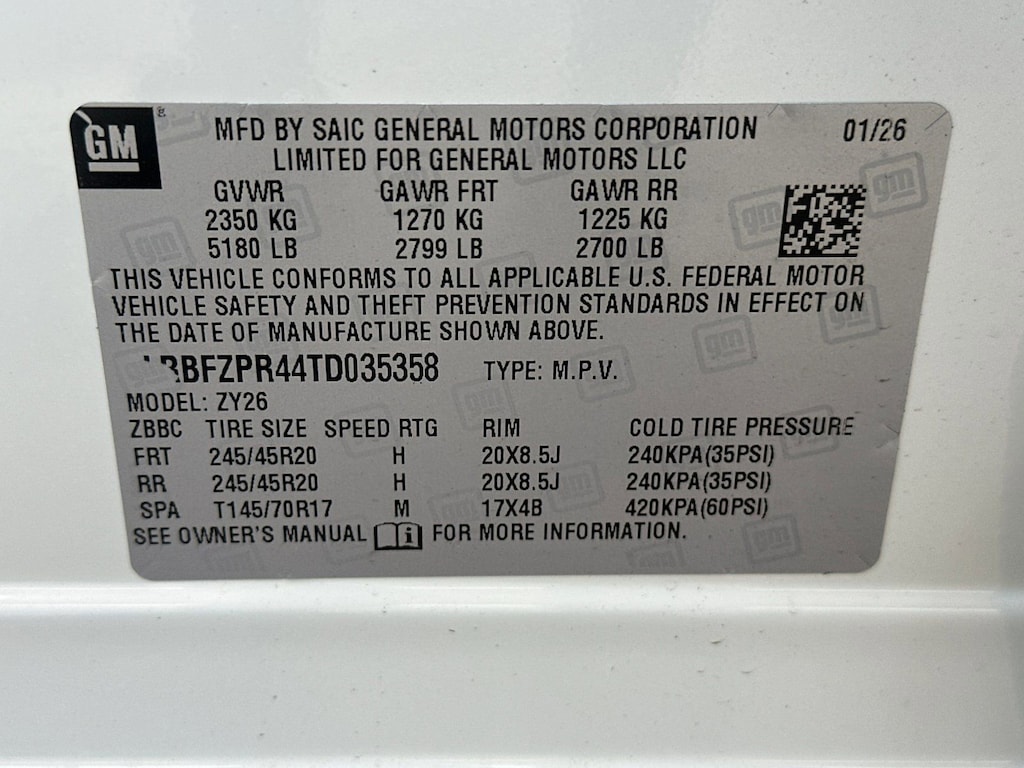 GM
MFD BY SAIC GENERAL MOTORS CORPORATION 01/26
LIMITED FOR GENERAL MOTORS LLC
GVWR GAWR FRT GAWR RR
2350 KG 1270 KG 1225 KG
5180 LB 2799 LB 2700 LB
THIS VEHICLE CONFORMS TO ALL APPLICABLE U.S. FEDERAL MOTOR
VEHICLE SAFETY AND THEFT PREVENTION STANDARDS IN EFFECT ON
THE DATE OF MANUFACTURE SHOWN ABOVE.
TYPE: M.P.V.
MODEL: ZY26
ZBBC TIRE SIZE SPEED RTG RIM COLD TIRE PRESSURE
FRT 245/45R20 H 20X8.5J 240KPA(35PSI)
RR 245/45R20 H 20X8.5J 240KPA(35PSI)
SPA T145/70R17 M 17X4B 420KPA(60PSI)
SEE OWNER'S MANUAL i FOR MORE INFORMATION.